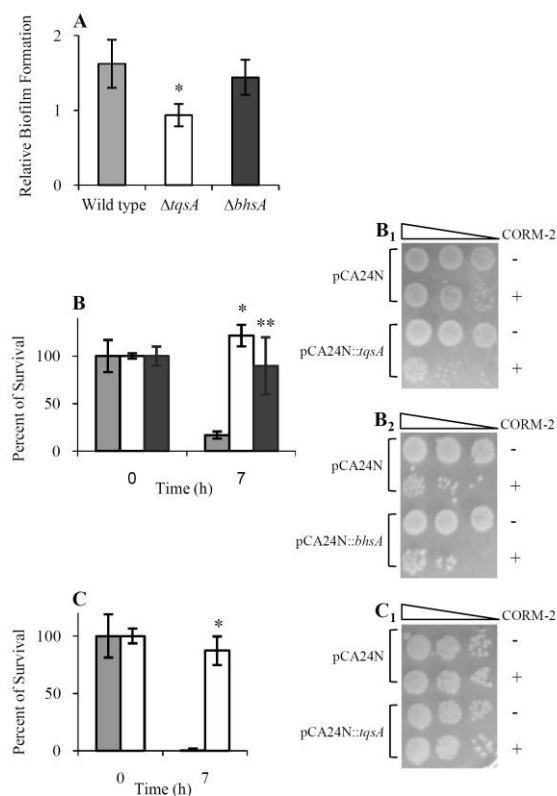 A
Relative Biofilm Formation
2
1
0
Wild type ΔtqsA ΔbhsA
*
B
Percent of Survival
100
50
0
0 7
Time (h)
* **
C
Percent of Survival
100
50
0
0 7
Time (h)
*
B1
CORM-2
pCA24N
-
+
pCA24N::tqsA
-
+
B2
CORM-2
pCA24N
-
+
pCA24N::bhsA
-
+
C1
CORM-2
pCA24N
-
+
pCA24N::tqsA
-
+